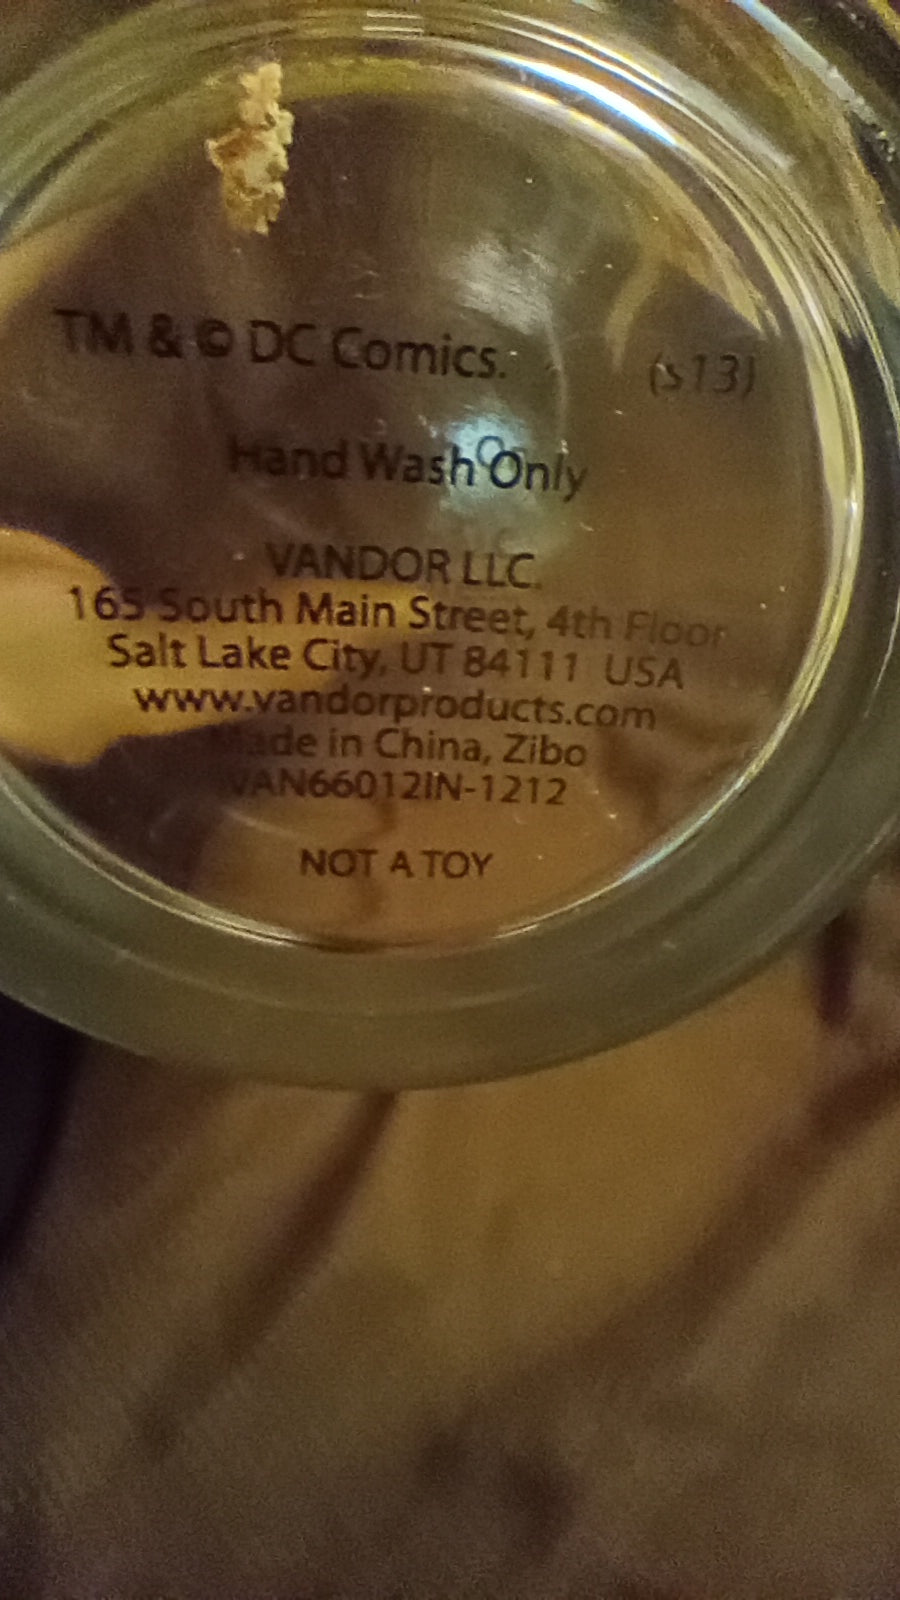 TM & © DC Comics. (s13)
Hand Wash Only
VANDOR LLC.
165 South Main Street, 4th Floor
Salt Lake City, UT 84111 USA
www.vandorproducts.com
Made in China, Zibo
VAN66012IN-1212
NOT A TOY